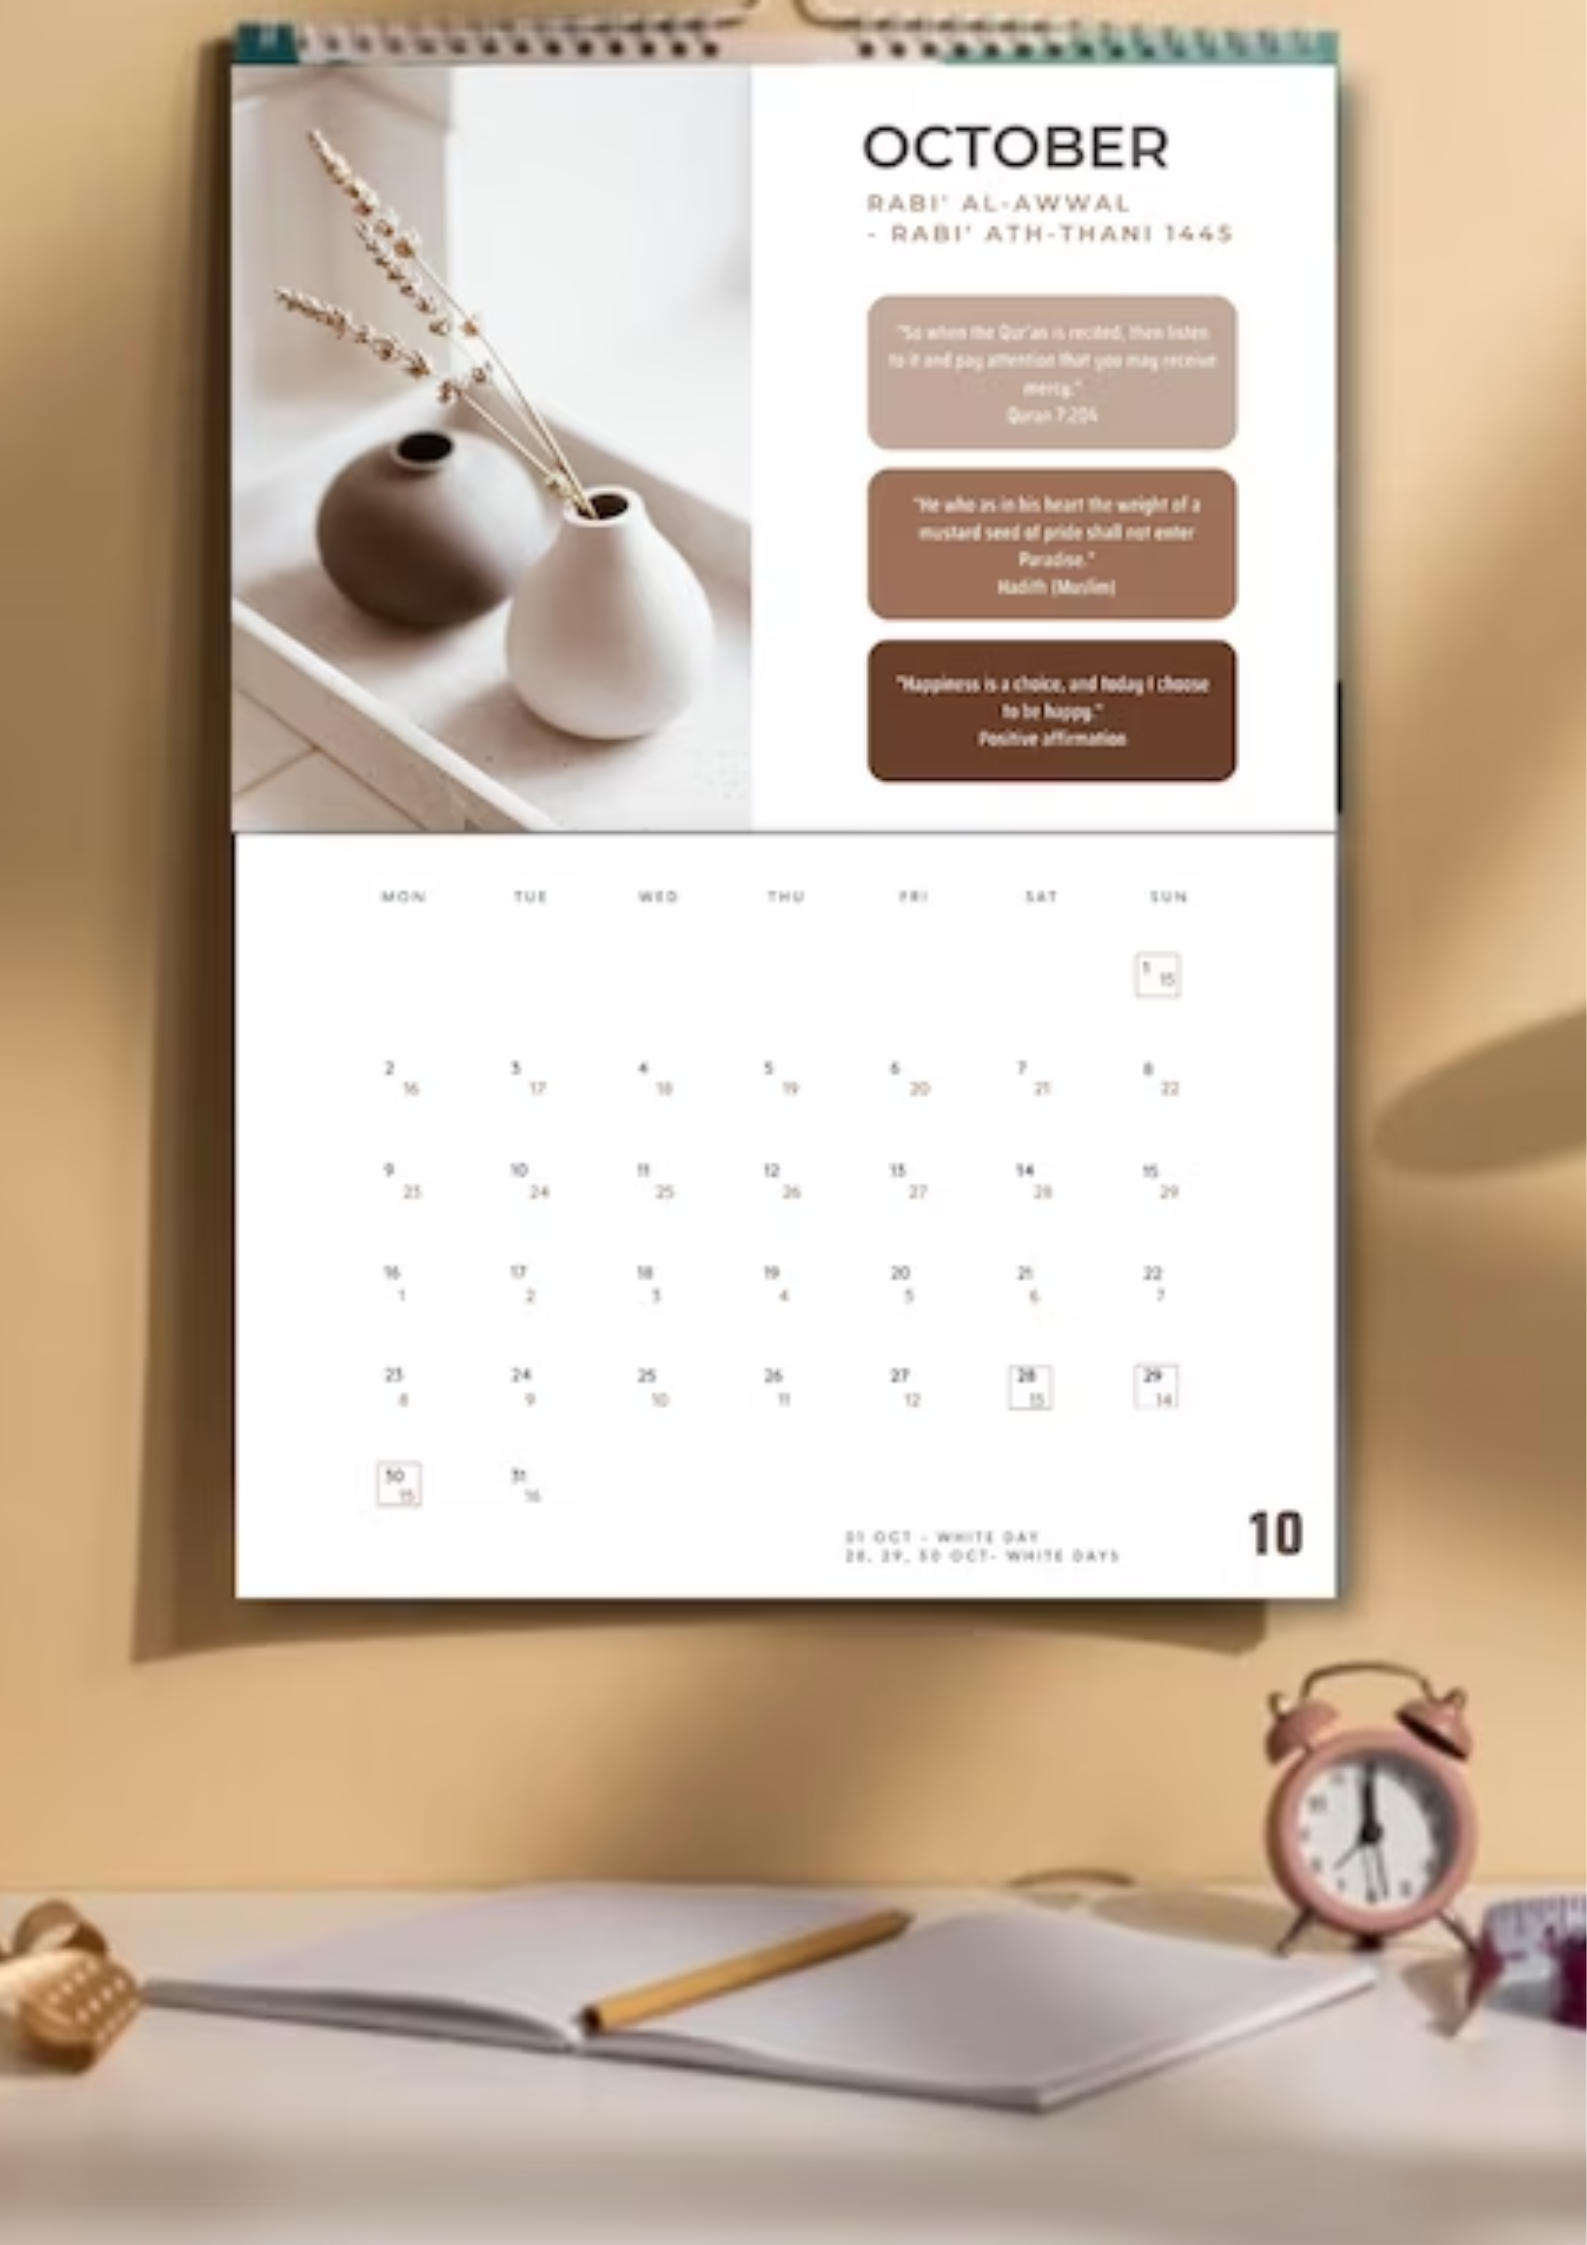 OCTOBER
RABI' AL-AWWAL
- RABI' ATH-THANI 1445
"So when the Qur'an is recited, then listen
to it and pay attention that you may receive
mercy."
Quran 7:204
"He who as in his heart the weight of a
mustard seed of pride shall not enter
Paradise."
Hadith (Muslim)
"Happiness is a choice, and today I choose
to be happy."
Positive affirmation
MON TUE WED THU FRI SAT SUN
1
15
2 3 4 5 6 7 8
16 17 18 19 20 21 22
9 10 11 12 13 14 15
23 24 25 26 27 28 29
16 17 18 19 20 21 22
1 2 3 4 5 6 7
23 24 25 26 27 28 29
8 9 10 11 12 13 14
30 31
15 16
01 OCT - WHITE DAY
28, 29, 30 OCT- WHITE DAYS
10